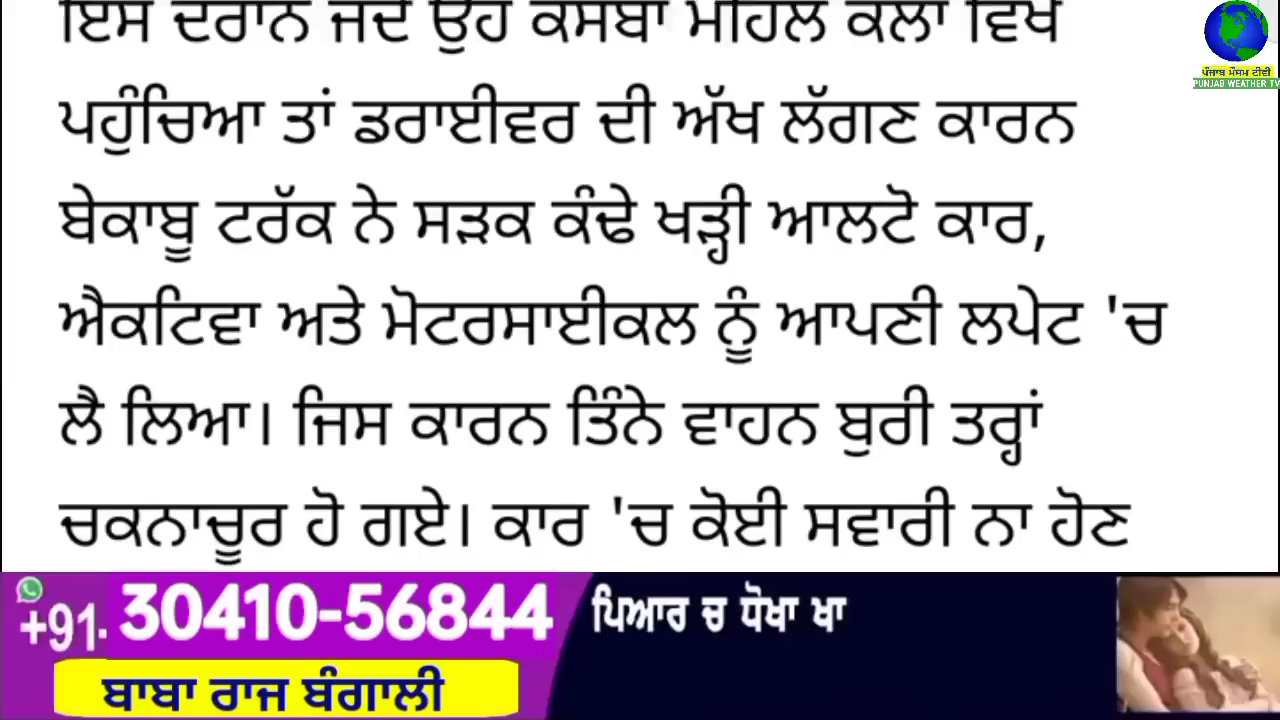 ਇਸ ਦੌਰਾਨ ਜਦੋਂ ਉਹ ਕਸਬਾ ਮਹਿਲ ਕਲਾਂ ਵਿਖੇ
ਪਹੁੰਚਿਆ ਤਾਂ ਡਰਾਈਵਰ ਦੀ ਅੱਖ ਲੱਗਣ ਕਾਰਨ
ਬੇਕਾਬੂ ਟਰੱਕ ਨੇ ਸੜਕ ਕੰਢੇ ਖੜ੍ਹੀ ਆਲਟੋ ਕਾਰ,
ਐਕਟਿਵਾ ਅਤੇ ਮੋਟਰਸਾਈਕਲ ਨੂੰ ਆਪਣੀ ਲਪੇਟ 'ਚ
ਲੈ ਲਿਆ। ਜਿਸ ਕਾਰਨ ਤਿੰਨੇ ਵਾਹਨ ਬੁਰੀ ਤਰ੍ਹਾਂ
ਚਕਨਾਚੂਰ ਹੋ ਗਏ। ਕਾਰ 'ਚ ਕੋਈ ਸਵਾਰੀ ਨਾ ਹੋਣ
ਪੰਜਾਬ ਮੌਸਮ ਟੀਵੀ
PUNJAB WEATHER TV
+91- 30410-56844
ਬਾਬਾ ਰਾਜ ਬੰਗਾਲੀ
ਪਿਆਰ ਚ ਧੋਖਾ ਖਾ